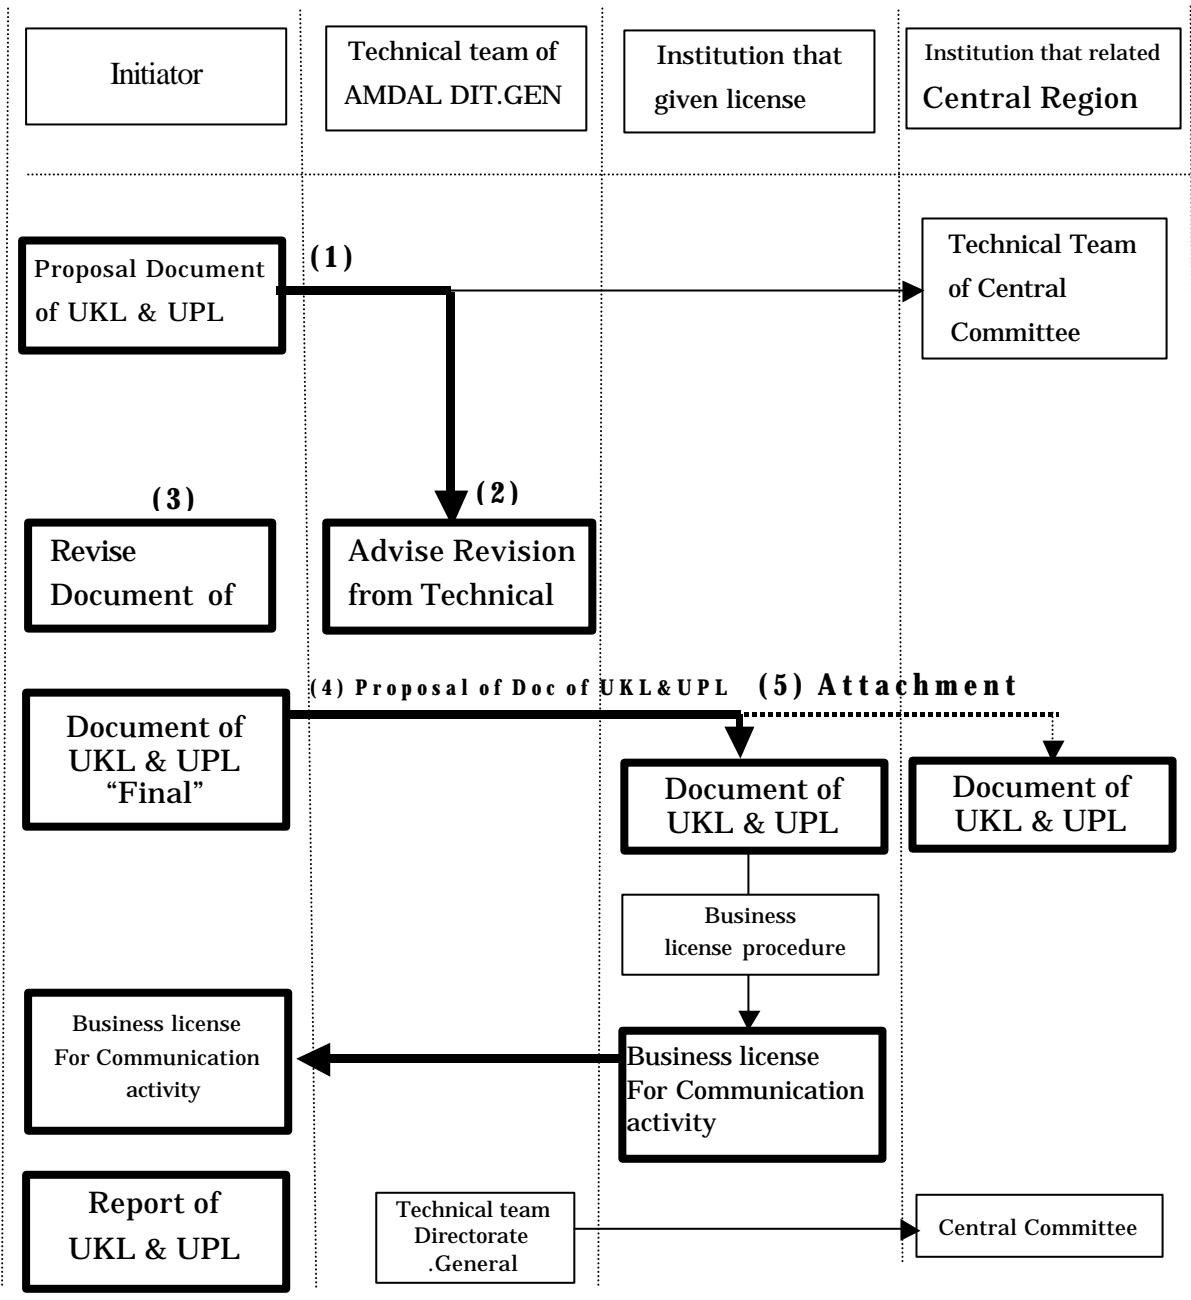 Initiator
Technical team of
AMDAL DIT.GEN
Institution that
given license
Institution that related
Central Region
Proposal Document
of UKL & UPL
(1)
Technical Team
of Central
Committee
(3)
(2)
Revise
Document of
Advise Revision
from Technical
(4) Proposal of Doc of UKL&UPL
(5) Attachment
Document of
UKL & UPL
“Final”
Document of
UKL & UPL
Document of
UKL & UPL
Business
license procedure
Business license
For Communication
activity
Business license
For Communication
activity
Report of
UKL & UPL
Technical team
Directorate
.General
Central Committee